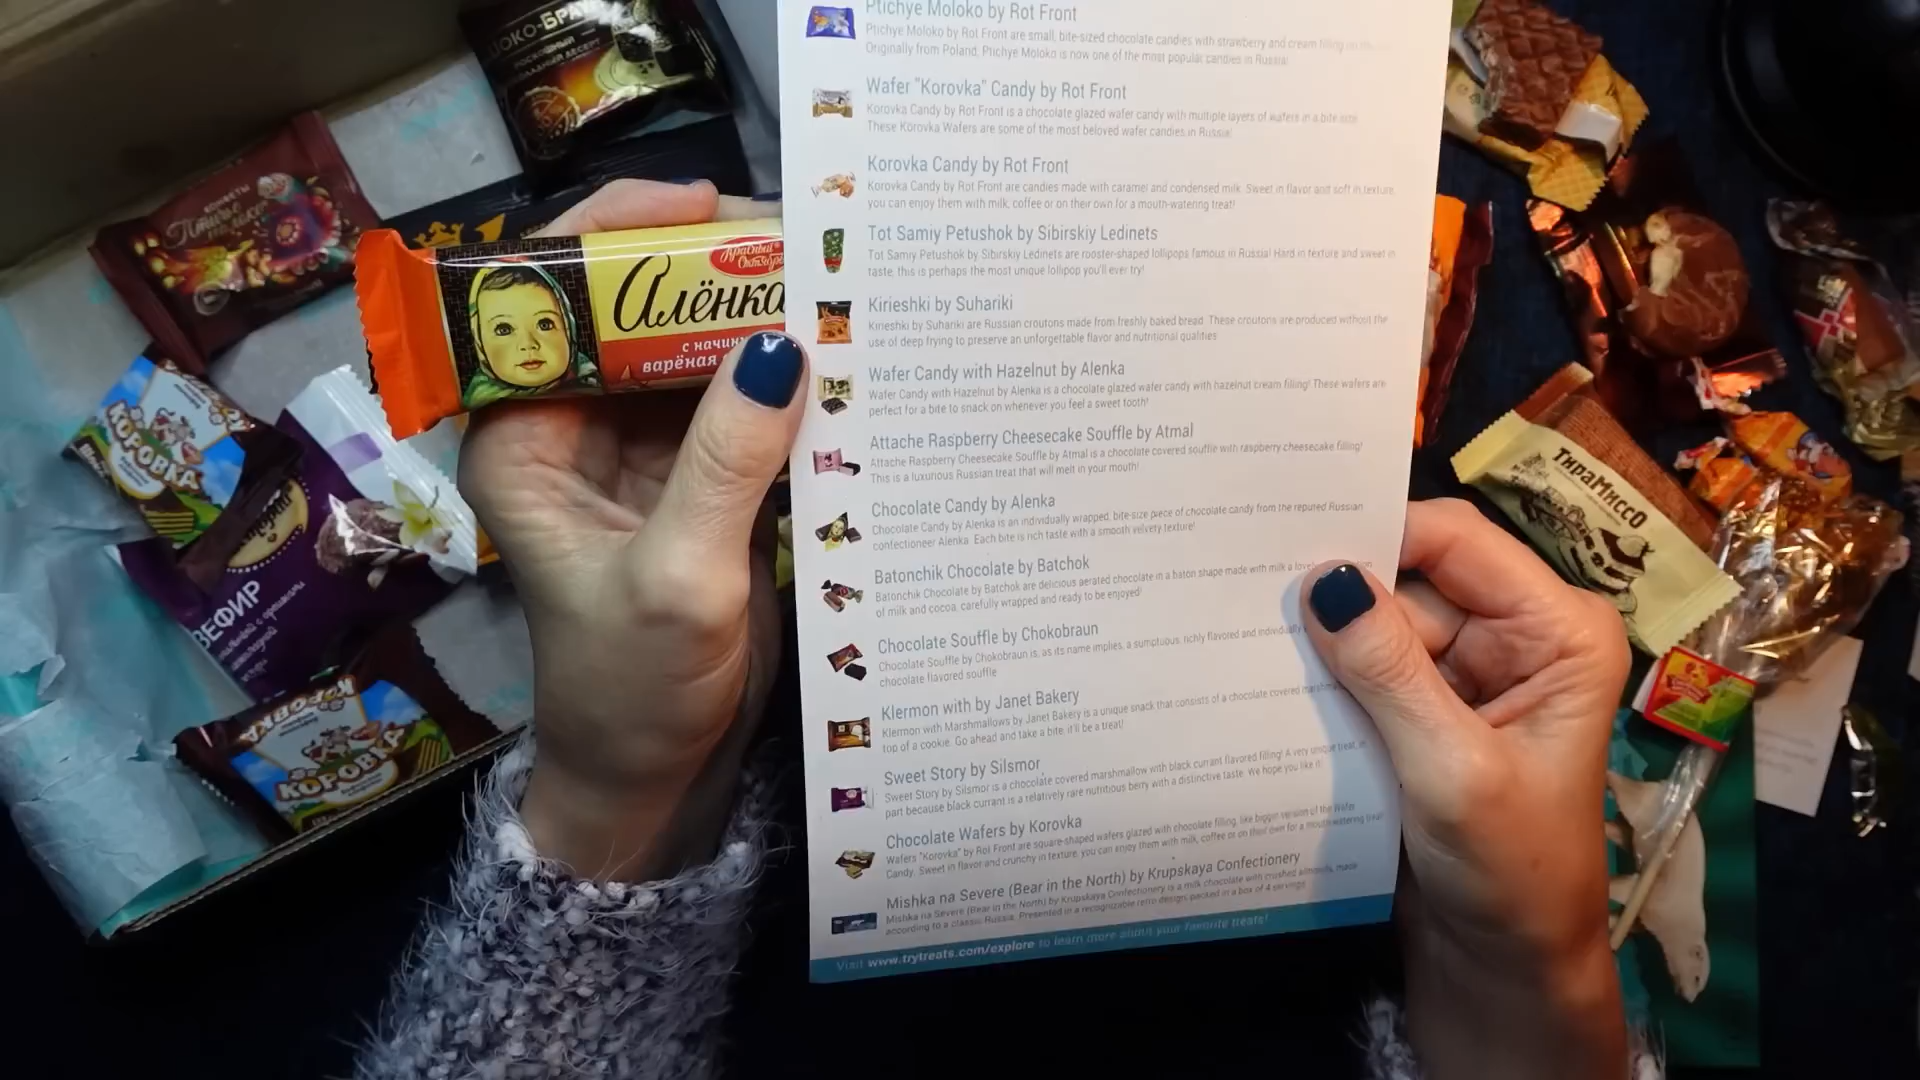 Ptichye Moloko by Rot Front
Ptichye Moloko by Rot Front are small, bite-sized chocolate candies with strawberry and cream filling
Originally from Poland, Ptichye Moloko is now one of the most popular candies in Russia!
Wafer "Korovka" Candy by Rot Front
Korovka Candy by Rot Front is a chocolate glazed wafer candy with multiple layers of wafers in a bite size.
These Korovka Wafers are some of the most beloved wafer candies in Russia!
Korovka Candy by Rot Front
Korovka Candy by Rot Front are candies made with caramel and condensed milk. Sweet in flavor and soft in texture,
you can enjoy them with milk, coffee or on their own for a mouth-watering treat!
Tot Samiy Petushok by Sibirskiy Ledinets
Tot Samiy Petushok by Sibirskiy Ledinets are rooster-shaped lollipops famous in Russia! Hard in texture and sweet in
taste, this is perhaps the most unique lollipop you'll ever try!
Kirieshki by Suhariki
Kirieshki by Suhariki are Russian croutons made from freshly baked bread. These croutons are produced without the
use of deep frying to preserve an unforgettable flavor and nutritional qualities.
Wafer Candy with Hazelnut by Alenka
Wafer Candy with Hazelnut by Alenka is a chocolate glazed wafer candy with hazelnut cream filling! These wafers are
perfect for a bite to snack on whenever you feel a sweet tooth!
Attache Raspberry Cheesecake Souffle by Atmal
Attache Raspberry Cheesecake Souffle by Atmal is a chocolate covered souffle with raspberry cheesecake filling!
This is a luxurious Russian treat that will melt in your mouth!
Chocolate Candy by Alenka
Chocolate Candy by Alenka is an individually wrapped, bite-size piece of chocolate candy from the reputed Russian
confectioneer Alenka. Each bite is rich taste with a smooth velvety texture!
Batonchik Chocolate by Batchok
Batonchik Chocolate by Batchok are delicious aerated chocolate in a baton shape made with milk a
of milk and cocoa, carefully wrapped and ready to be enjoyed!
Chocolate Souffle by Chokobraun
Chocolate Souffle by Chokobraun is, as its name implies, a sumptuous, richly flavored and individually
chocolate flavored souffle
Klermon with by Janet Bakery
Klermon with Marshmallows by Janet Bakery is a unique snack that consists of a chocolate covered
top of a cookie. Go ahead and take a bite it'll be a treat!
Sweet Story by Silsmor
Sweet Story by Silsmor is a chocolate covered marshmallow with black currant flavored filling! A very unique treat, in
part because black currant is a relatively rare nutritious berry with a distinctive taste. We hope you like it!
Chocolate Wafers by Korovka
Wafers "Korovka" by Rot Front are square-shaped wafers glazed with chocolate filling, like bigger version of the Wafer
Candy. Sweet in flavor and crunchy in texture, you can enjoy them with milk, coffee or on their own for a mouth-watering treat!
Mishka na Severe (Bear in the North) by Krupskaya Confectionery
Mishka na Severe (Bear in the North) by Krupskaya Confectionery is a milk chocolate with crushed almonds, made
according to a classic Russia. Presented in a recognizable retro design, packed in a box of 4 servings.
Visit www.trytreats.com/explore to learn more about your favorite treats!
Красный
Октябрь
Алёнка
с начин
варёная
КОНФЕТЫ
Птичье
КОРОВКА
ЗЕФИР
КОРОВКА
КОРОВКА
ТираМиссО